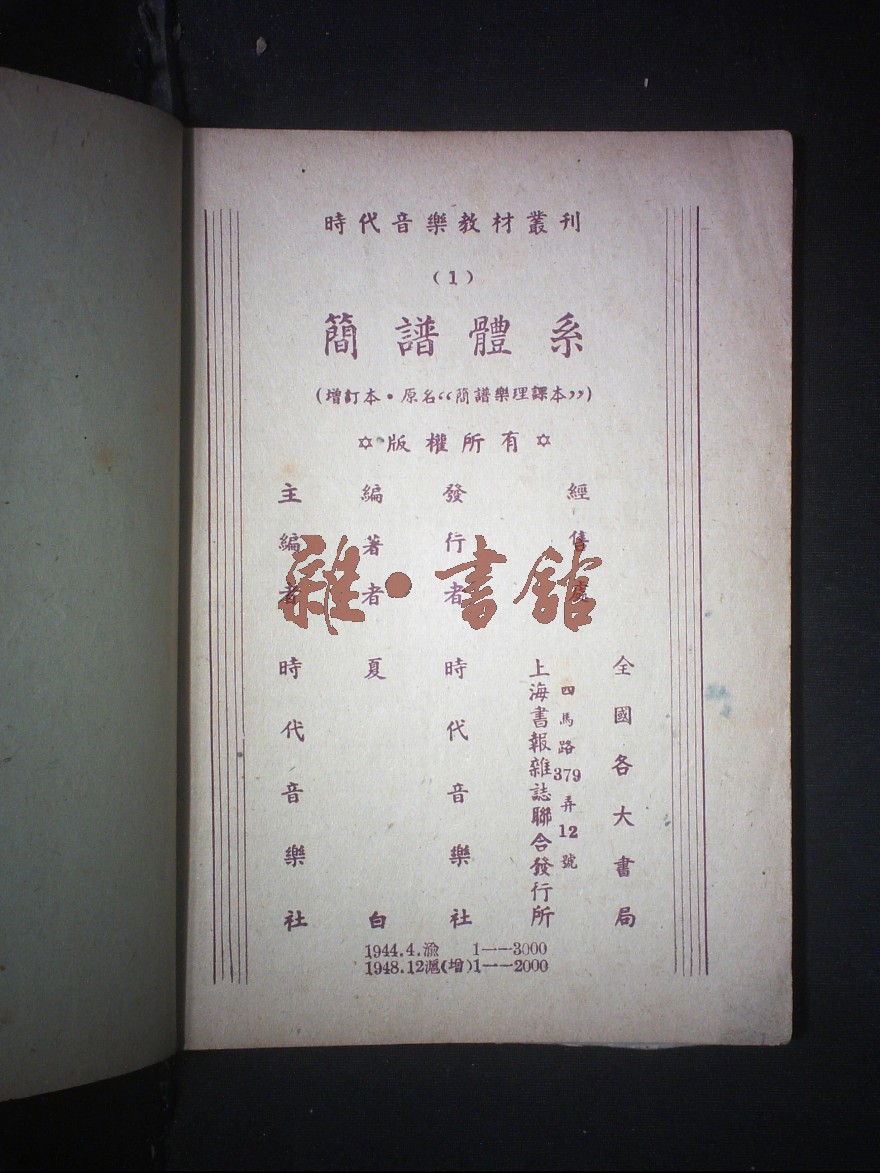 時代音樂教材叢刊
（1）
簡譜體系
（增訂本·原名“簡譜樂理課本”）
✡版權所有✡
主編者 時代音樂社
編著者 夏白
發行者 時代音樂社
經售處
上海書報雜誌聯合發行所
四馬路379弄12號
全國各大書局
1944.4.渝 1——3000
1948.12滬(增)1——2000
雜·書館